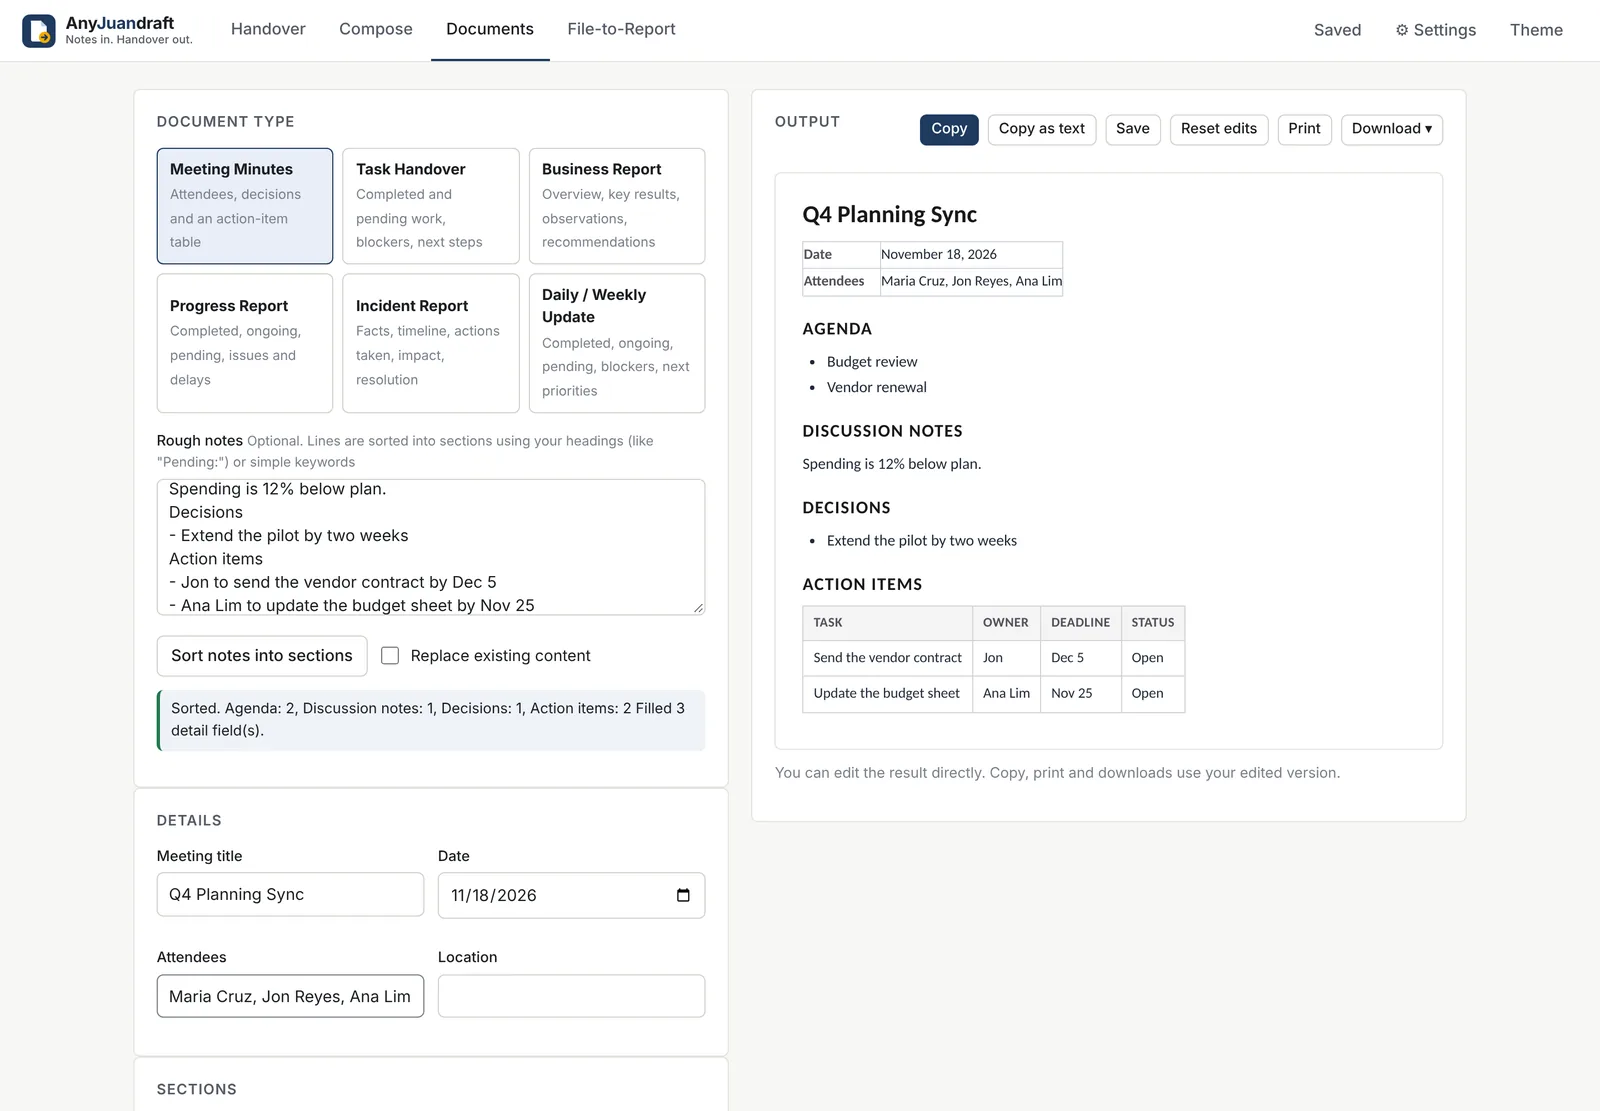 AnyJuandraft
Notes in. Handover out.
Handover
Compose
Documents
File-to-Report
Saved
⚙ Settings
Theme
DOCUMENT TYPE
Meeting Minutes
Attendees, decisions
and an action-item
table
Task Handover
Completed and
pending work,
blockers, next steps
Business Report
Overview, key results,
observations,
recommendations
Progress Report
Completed, ongoing,
pending, issues and
delays
Incident Report
Facts, timeline, actions
taken, impact,
resolution
Daily / Weekly
Update
Completed, ongoing,
pending, blockers, next
priorities
Rough notes Optional. Lines are sorted into sections using your headings (like
"Pending:") or simple keywords
Spending is 12% below plan.
Decisions
- Extend the pilot by two weeks
Action items
- Jon to send the vendor contract by Dec 5
- Ana Lim to update the budget sheet by Nov 25
Sort notes into sections
Replace existing content
Sorted. Agenda: 2, Discussion notes: 1, Decisions: 1, Action items: 2 Filled 3
detail field(s).
DETAILS
Meeting title
Date
Q4 Planning Sync
11/18/2026
Attendees
Location
Maria Cruz, Jon Reyes, Ana Lim
SECTIONS
OUTPUT
Copy
Copy as text
Save
Reset edits
Print
Download ▾
Q4 Planning Sync
Date November 18, 2026
Attendees Maria Cruz, Jon Reyes, Ana Lim
AGENDA
• Budget review
• Vendor renewal
DISCUSSION NOTES
Spending is 12% below plan.
DECISIONS
• Extend the pilot by two weeks
ACTION ITEMS
TASK OWNER DEADLINE STATUS
Send the vendor contract Jon Dec 5 Open
Update the budget sheet Ana Lim Nov 25 Open
You can edit the result directly. Copy, print and downloads use your edited version.